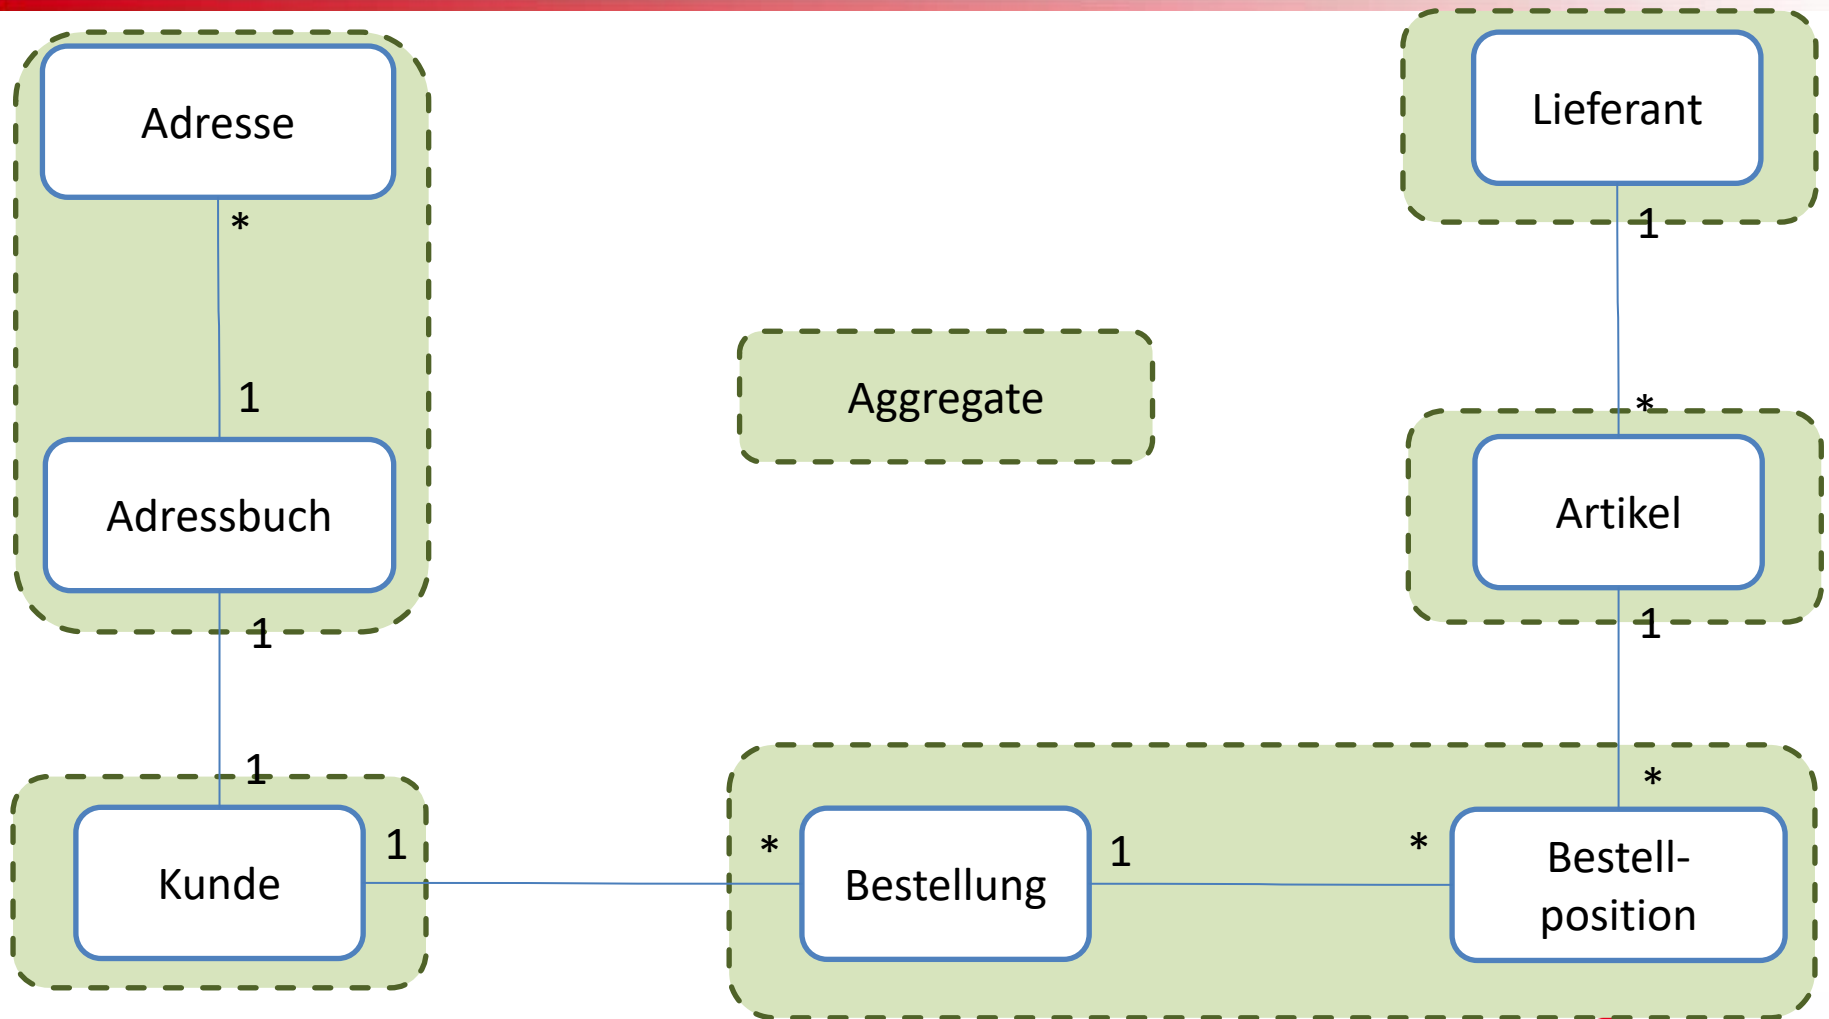 Adresse
Lieferant
*
1
Aggregate
1
*
Adressbuch
Artikel
1
1
1
*
1
*
1
*
Kunde
Bestellung
Bestell-
position